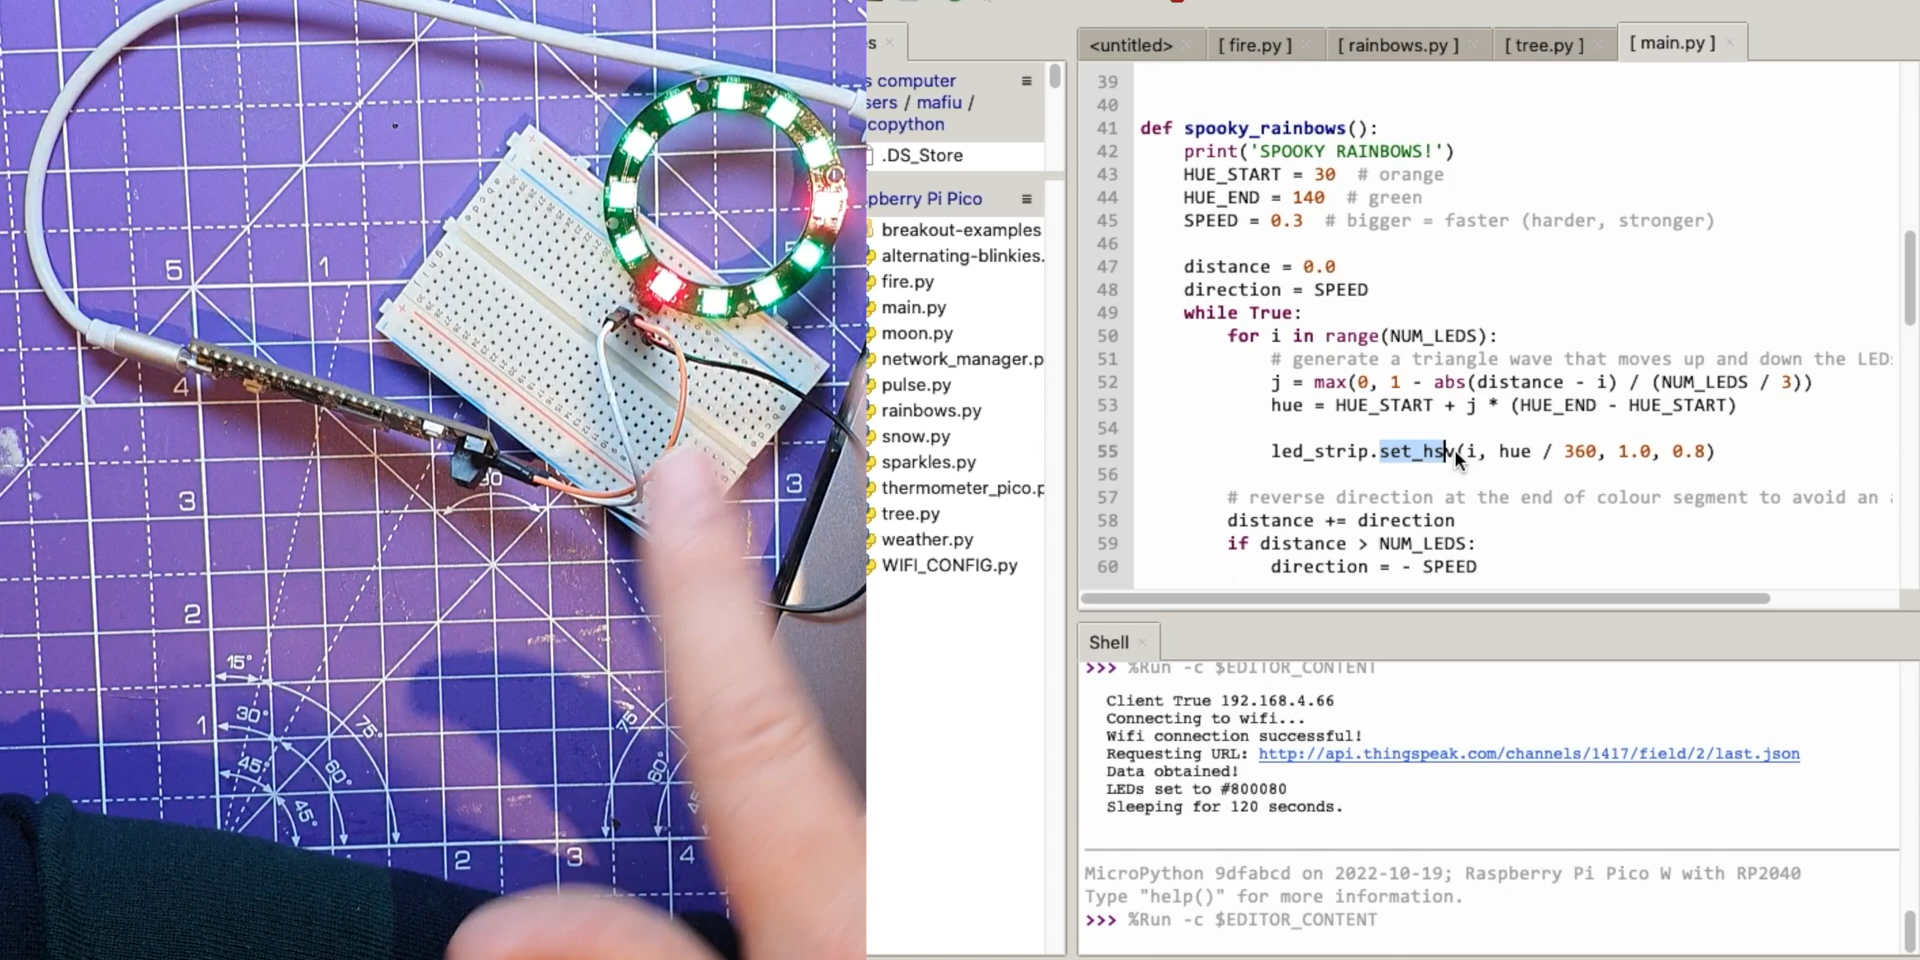 <untitled>
[ fire.py ]
[ rainbows.py ]
[ tree.py ]
[ main.py ]
s computer
sers / mafiu /
copython
.DS_Store
pberry Pi Pico
breakout-examples
alternating-blinkies.
fire.py
main.py
moon.py
network_manager.p
pulse.py
rainbows.py
snow.py
sparkles.py
thermometer_pico.p
tree.py
weather.py
WIFI_CONFIG.py
39
40
41 def spooky_rainbows():
42 print('SPOOKY RAINBOWS!')
43 HUE_START = 30 # orange
44 HUE_END = 140 # green
45 SPEED = 0.3 # bigger = faster (harder, stronger)
46
47 distance = 0.0
48 direction = SPEED
49 while True:
50 for i in range(NUM_LEDS):
51 # generate a triangle wave that moves up and down the LED
52 j = max(0, 1 - abs(distance - i) / (NUM_LEDS / 3))
53 hue = HUE_START + j * (HUE_END - HUE_START)
54
55 led_strip.set_hsv(i, hue / 360, 1.0, 0.8)
56
57 # reverse direction at the end of colour segment to avoid an
58 distance += direction
59 if distance > NUM_LEDS:
60 direction = - SPEED
Shell
>>> %Run -c $EDITOR_CONTENT
Client True 192.168.4.66
Connecting to wifi...
Wifi connection successful!
Requesting URL: http://api.thingspeak.com/channels/1417/field/2/last.json
Data obtained!
LEDs set to #800080
Sleeping for 120 seconds.
MicroPython 9dfabcd on 2022-10-19; Raspberry Pi Pico W with RP2040
Type "help()" for more information.
>>> %Run -c $EDITOR_CONTENT
5
1
4
3
3
2
1
15°
30°
45°
45°
60°
75°
75°
60°
2
3
4